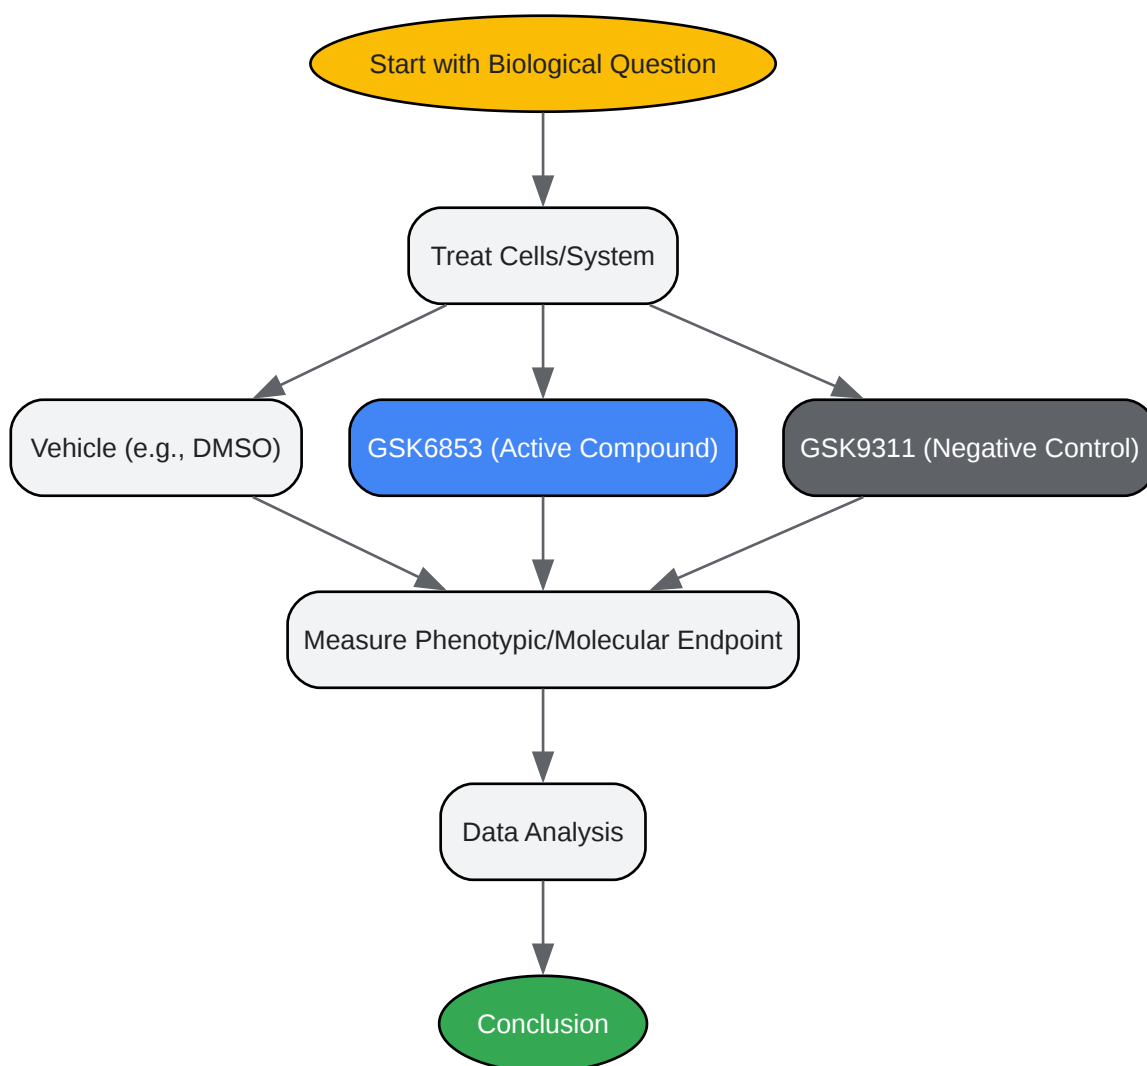 Start with Biological Question
Treat Cells/System
Vehicle (e.g., DMSO)
GSK6853 (Active Compound)
GSK9311 (Negative Control)
Measure Phenotypic/Molecular Endpoint
Data Analysis
Conclusion